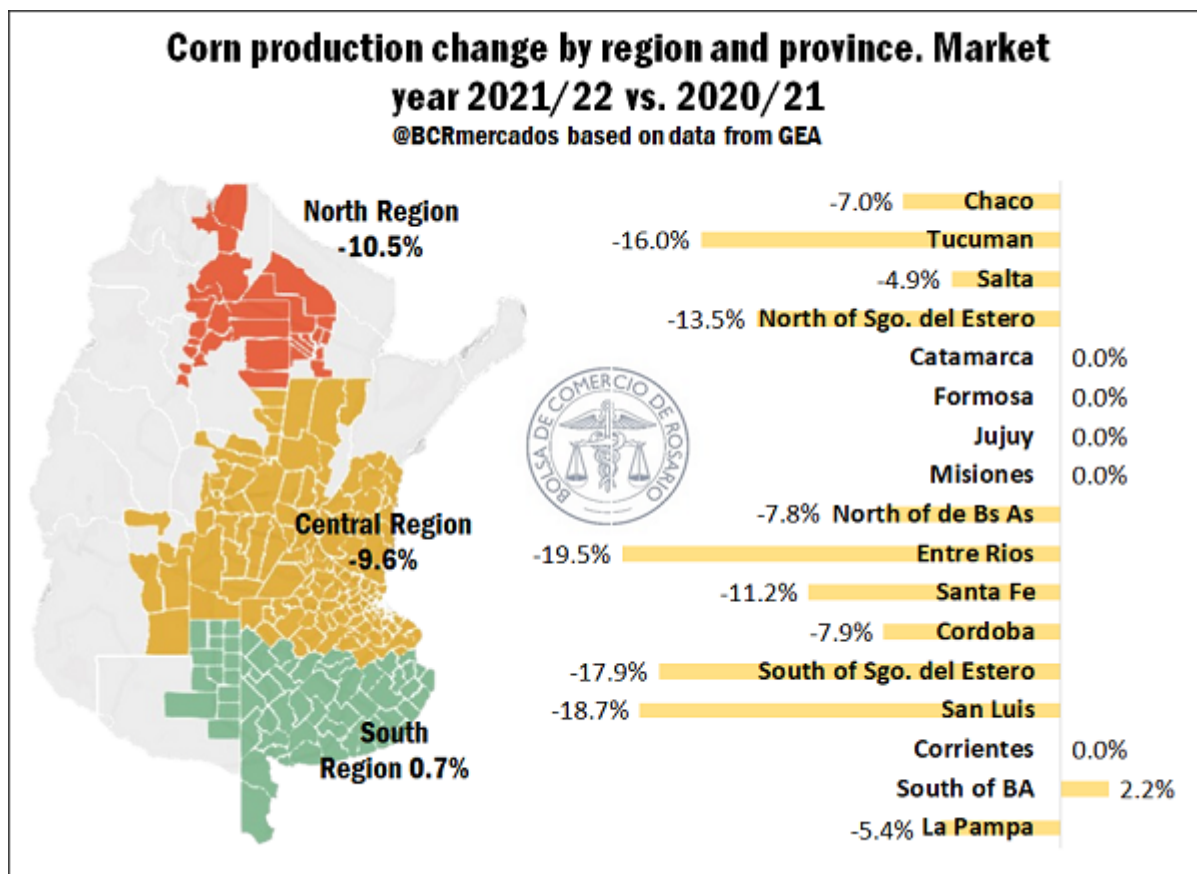 Corn production change by region and province. Market
year 2021/22 vs. 2020/21
@BCRmercados based on data from GEA
North Region
-10.5%
Central Region
-9.6%
South
Region 0.7%
BOLSA DE COMERCIO DE ROSARIO
-7.0% Chaco
-16.0% Tucuman
-4.9% Salta
-13.5% North of Sgo. del Estero
Catamarca 0.0%
Formosa 0.0%
Jujuy 0.0%
Misiones 0.0%
-7.8% North of de Bs As
-19.5% Entre Rios
-11.2% Santa Fe
-7.9% Cordoba
-17.9% South of Sgo. del Estero
-18.7% San Luis
Corrientes 0.0%
South of BA 2.2%
-5.4% La Pampa